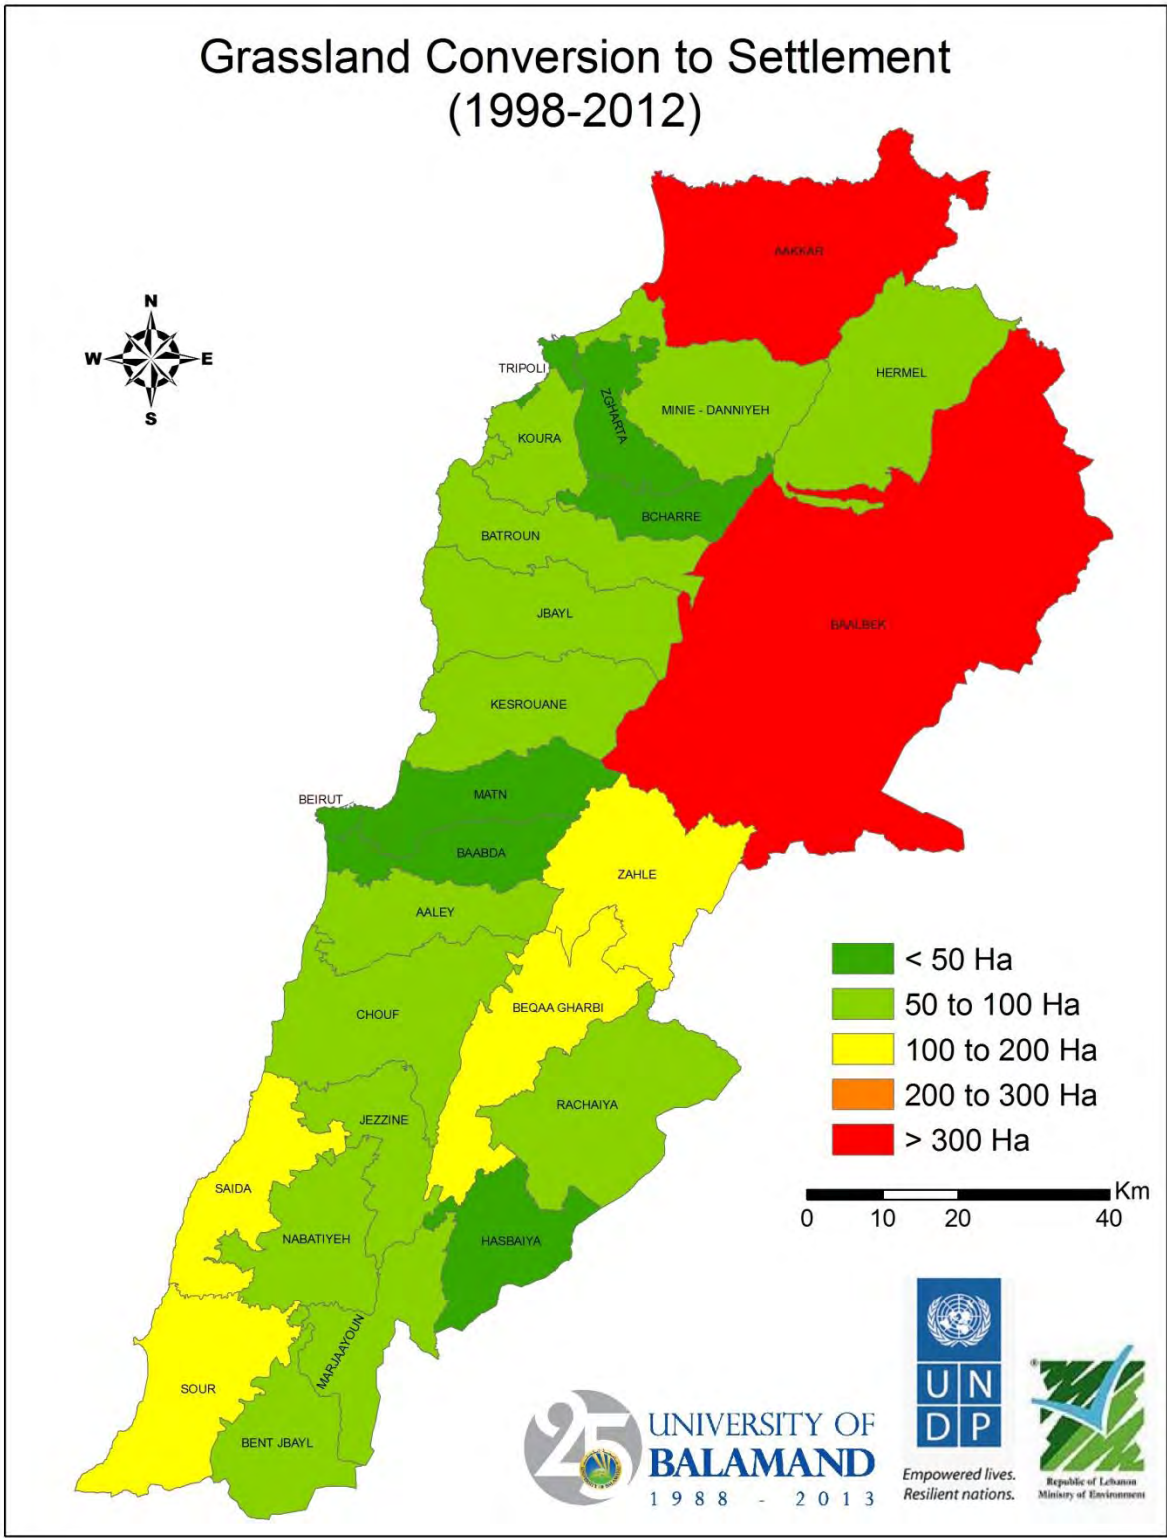 Grassland Conversion to Settlement
(1998-2012)
AAKKAR
N
W E
S
HERMEL
TRIPOLI
ZGHARTA
MINIE - DANNIYEH
KOURA
BCHARRE
BATROUN
JBAYL
BAALBEK
KESROUANE
MATN
BEIRUT
BAABDA
ZAHLE
AALEY
BEQAA GHARBI
CHOUF
RACHAIYA
JEZZINE
SAIDA
NABATIYEH
HASBAIYA
MARJAAYOUN
SOUR
BENT JBAYL
< 50 Ha
50 to 100 Ha
100 to 200 Ha
200 to 300 Ha
> 300 Ha
Km
0 10 20 40
25
UNIVERSITY OF
BALAMAND
1988 - 2013
U N
D P
Empowered lives.
Resilient nations.
Republic of Lebanon
Ministry of Environment